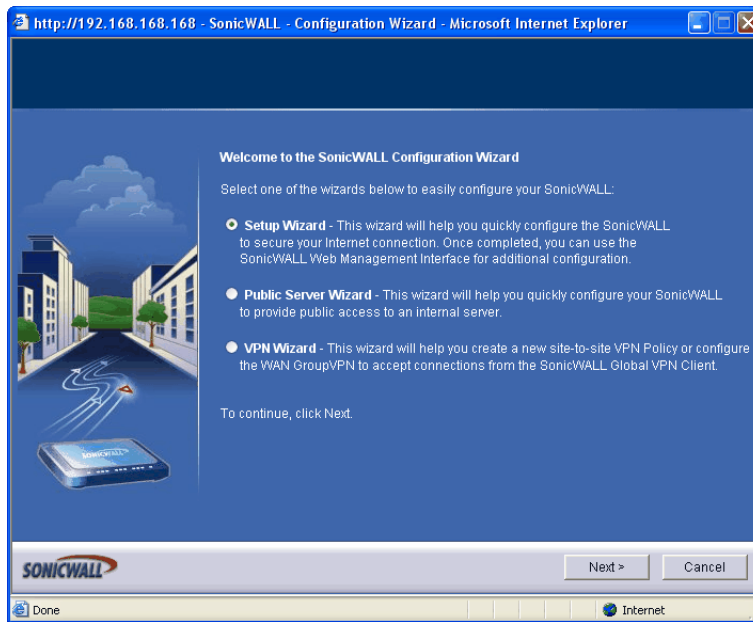 http://192.168.168.168 - SonicWALL - Configuration Wizard - Microsoft Internet Explorer
Welcome to the SonicWALL Configuration Wizard
Select one of the wizards below to easily configure your SonicWALL:
Setup Wizard - This wizard will help you quickly configure the SonicWALL
to secure your Internet connection. Once completed, you can use the
SonicWALL Web Management Interface for additional configuration.
Public Server Wizard - This wizard will help you quickly configure your SonicWALL
to provide public access to an internal server.
VPN Wizard - This wizard will help you create a new site-to-site VPN Policy or configure
the WAN GroupVPN to accept connections from the SonicWALL Global VPN Client.
To continue, click Next.
SONICWALL
SONICWALL
Next >
Cancel
Done
Internet